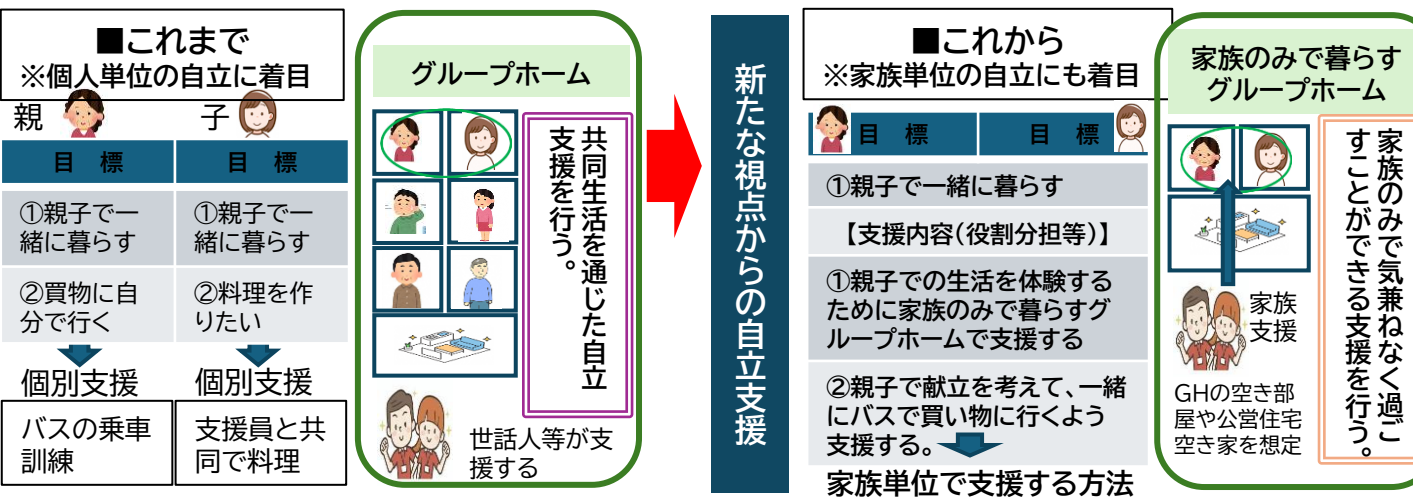 ■これまで
※個人単位の自立に着目
親
子
目 標
目 標
①親子で一
緒に暮らす
①親子で一
緒に暮らす
②買物に自
分で行く
②料理を作
りたい
個別支援
個別支援
バスの乗車
訓練
支援員と共
同で料理
グループホーム
共同生活を通じた自立
支援を行う。
世話人等が支
援する
新たな視点からの自立支援
■これから
※家族単位の自立にも着目
目 標
目 標
①親子で一緒に暮らす
【支援内容(役割分担等)】
①親子での生活を体験する
ために家族のみで暮らすグ
ループホームで支援する
②親子で献立を考えて、一緒
にバスで買い物に行くよう
支援する。
家族単位で支援する方法
家族のみで暮らす
グループホーム
家族のみで気兼ねなく過ご
すことができる支援を行う。
家族
支援
GHの空き部
屋や公営住宅
空き家を想定